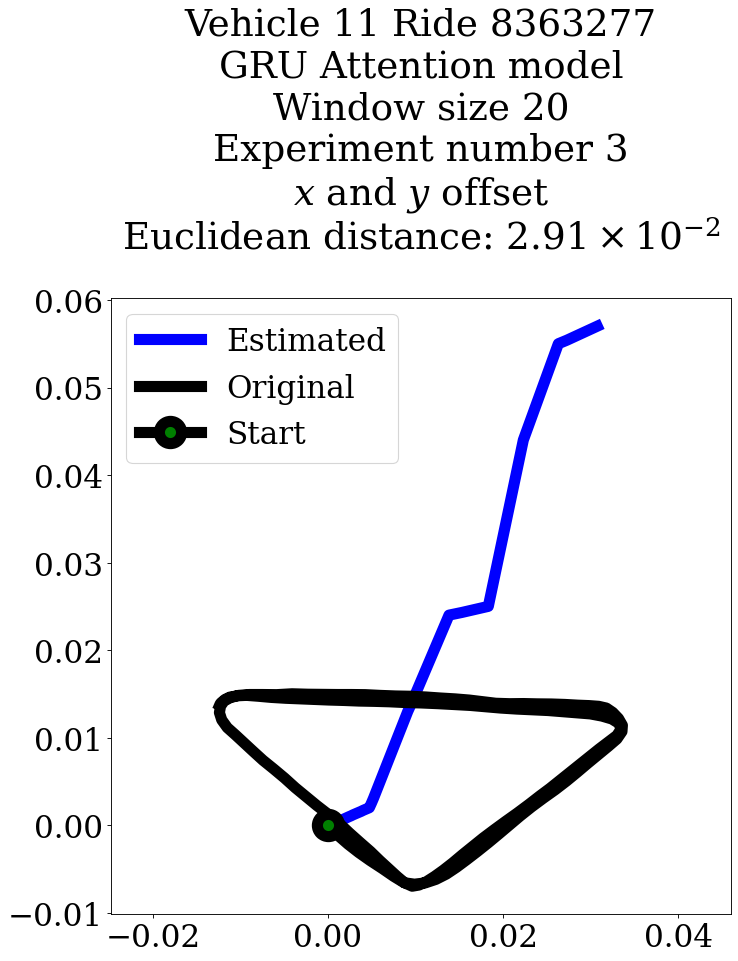 Vehicle 11 Ride 8363277
GRU Attention model
Window size 20
Experiment number 3
x and y offset
Euclidean distance: 2.91 × 10⁻²
0.06
0.05
0.04
0.03
0.02
0.01
0.00
−0.01
Estimated
Original
Start
−0.02 0.00 0.02 0.04